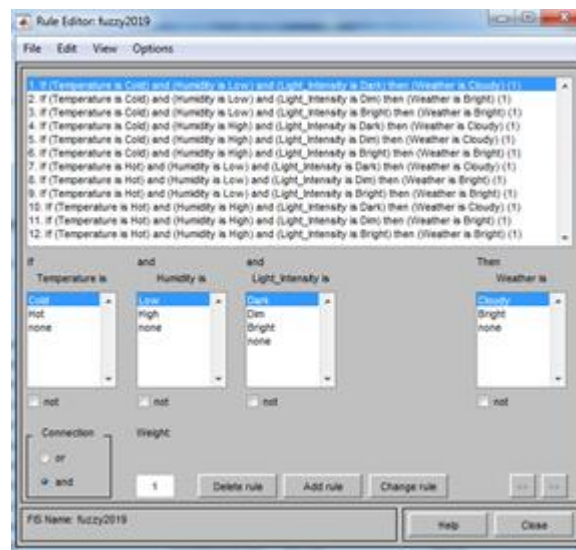 Rule Editor: fuzzy2019
File Edit View Options
1. If (Temperature is Cold) and (Humidity is Low) and (Light_Intensity is Dark) then (Weather is Cloudy) (1)
2. If (Temperature is Cold) and (Humidity is Low) and (Light_Intensity is Dim) then (Weather is Bright) (1)
3. If (Temperature is Cold) and (Humidity is Low) and (Light_Intensity is Bright) then (Weather is Bright) (1)
4. If (Temperature is Cold) and (Humidity is High) and (Light_Intensity is Dark) then (Weather is Cloudy) (1)
5. If (Temperature is Cold) and (Humidity is High) and (Light_Intensity is Dim) then (Weather is Cloudy) (1)
6. If (Temperature is Cold) and (Humidity is High) and (Light_Intensity is Bright) then (Weather is Bright) (1)
7. If (Temperature is Hot) and (Humidity is Low) and (Light_Intensity is Dark) then (Weather is Cloudy) (1)
8. If (Temperature is Hot) and (Humidity is Low) and (Light_Intensity is Dim) then (Weather is Bright) (1)
9. If (Temperature is Hot) and (Humidity is Low) and (Light_Intensity is Bright) then (Weather is Bright) (1)
10. If (Temperature is Hot) and (Humidity is High) and (Light_Intensity is Dark) then (Weather is Cloudy) (1)
11. If (Temperature is Hot) and (Humidity is High) and (Light_Intensity is Dim) then (Weather is Bright) (1)
12. If (Temperature is Hot) and (Humidity is High) and (Light_Intensity is Bright) then (Weather is Bright) (1)
If and and Then
Temperature is Humidity is Light_Intensity is Weather is
Cold Low Dark Cloudy
Hot High Dim Bright
none none Bright none
none
not not not not
Connection Weight:
or
and 1 Delete rule Add rule Change rule << >>
FIS Name: fuzzy2019 Help Close